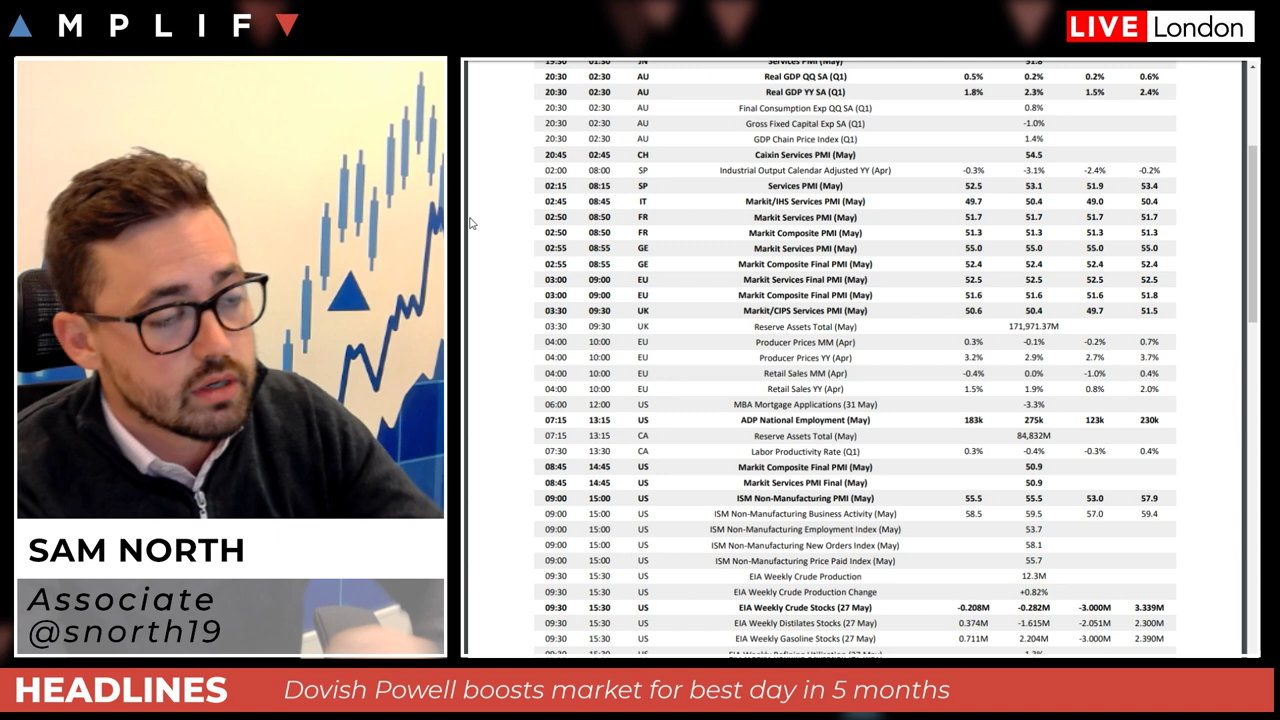 AMPLIFY
LIVE London
19:30 01:30 JN Services PMI (May) 51.8
20:30 02:30 AU Real GDP QQ SA (Q1) 0.5% 0.2% 0.2% 0.6%
20:30 02:30 AU Real GDP YY SA (Q1) 1.8% 2.3% 1.5% 2.4%
20:30 02:30 AU Final Consumption Exp QQ SA (Q1) 0.8%
20:30 02:30 AU Gross Fixed Capital Exp SA (Q1) -1.0%
20:30 02:30 AU GDP Chain Price Index (Q1) 1.4%
20:45 02:45 CH Caixin Services PMI (May) 54.5
02:00 08:00 SP Industrial Output Calendar Adjusted YY (Apr) -0.3% -3.1% -2.4% -0.2%
02:15 08:15 SP Services PMI (May) 52.5 53.1 51.9 53.4
02:45 08:45 IT Markit/IHS Services PMI (May) 49.7 50.4 49.0 50.4
02:50 08:50 FR Markit Services PMI (May) 51.7 51.7 51.7 51.7
02:50 08:50 FR Markit Composite PMI (May) 51.3 51.3 51.3 51.3
02:55 08:55 GE Markit Services PMI (May) 55.0 55.0 55.0 55.0
02:55 08:55 GE Markit Composite Final PMI (May) 52.4 52.4 52.4 52.4
03:00 09:00 EU Markit Services Final PMI (May) 52.5 52.5 52.5 52.5
03:00 09:00 EU Markit Composite Final PMI (May) 51.6 51.6 51.6 51.8
03:30 09:30 UK Markit/CIPS Services PMI (May) 50.6 50.4 49.7 51.5
03:30 09:30 UK Reserve Assets Total (May) 171,971.37M
04:00 10:00 EU Producer Prices MM (Apr) 0.3% -0.1% -0.2% 0.7%
04:00 10:00 EU Producer Prices YY (Apr) 3.2% 2.9% 2.7% 3.7%
04:00 10:00 EU Retail Sales MM (Apr) -0.4% 0.0% -1.0% 0.4%
04:00 10:00 EU Retail Sales YY (Apr) 1.5% 1.9% 0.8% 2.0%
06:00 12:00 US MBA Mortgage Applications (31 May) -3.3%
07:15 13:15 US ADP National Employment (May) 183k 275k 123k 230k
07:15 13:15 CA Reserve Assets Total (May) 84,832M
07:30 13:30 CA Labor Productivity Rate (Q1) 0.3% -0.4% -0.3% 0.4%
08:45 14:45 US Markit Composite Final PMI (May) 50.9
08:45 14:45 US Markit Services PMI Final (May) 50.9
09:00 15:00 US ISM Non-Manufacturing PMI (May) 55.5 55.5 53.0 57.9
09:00 15:00 US ISM Non-Manufacturing Business Activity (May) 58.5 59.5 57.0 59.4
09:00 15:00 US ISM Non-Manufacturing Employment Index (May) 53.7
09:00 15:00 US ISM Non-Manufacturing New Orders Index (May) 58.1
09:00 15:00 US ISM Non-Manufacturing Price Paid Index (May) 55.7
09:30 15:30 US EIA Weekly Crude Production 12.3M
09:30 15:30 US EIA Weekly Crude Production Change +0.82%
09:30 15:30 US EIA Weekly Crude Stocks (27 May) -0.208M -0.282M -3.000M 3.339M
09:30 15:30 US EIA Weekly Distilates Stocks (27 May) 0.374M -1.615M -2.051M 2.300M
09:30 15:30 US EIA Weekly Gasoline Stocks (27 May) 0.711M 2.204M -3.000M 2.390M
SAM NORTH
Associate
@snorth19
HEADLINES Dovish Powell boosts market for best day in 5 months